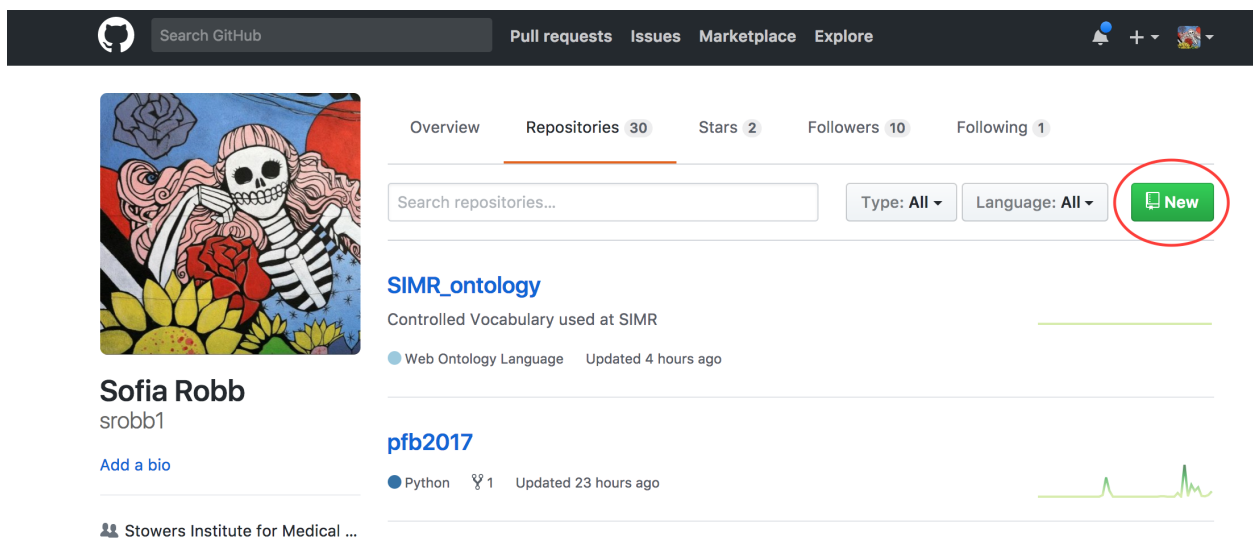 Search GitHub Pull requests Issues Marketplace Explore
Overview Repositories 30 Stars 2 Followers 10 Following 1
Search repositories... Type: All Language: All New
SIMR_ontology
Controlled Vocabulary used at SIMR
Web Ontology Language Updated 4 hours ago
Sofia Robb
srobb1
Add a bio
Stowers Institute for Medical ...
pfb2017
Python 1 Updated 23 hours ago